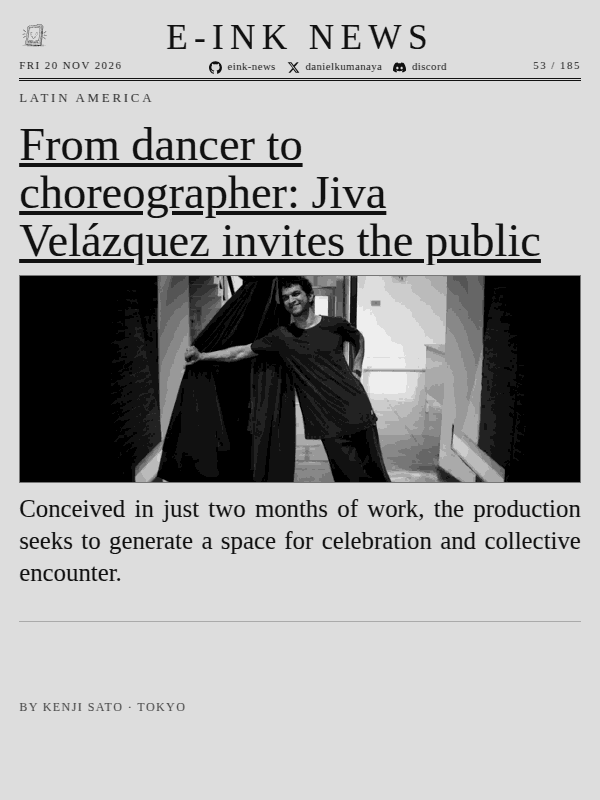 E-INK NEWS
FRI 20 NOV 2026
eink-news danielkumanaya discord
53 / 185
LATIN AMERICA
From dancer to
choreographer: Jiva
Velázquez invites the public
Conceived in just two months of work, the production
seeks to generate a space for celebration and collective
encounter.
BY KENJI SATO · TOKYO